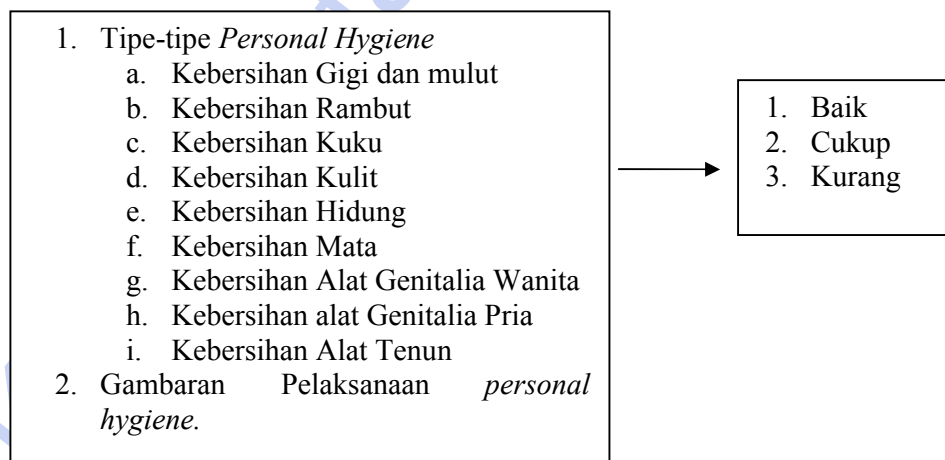 1. Tipe-tipe Personal Hygiene
a. Kebersihan Gigi dan mulut
b. Kebersihan Rambut
c. Kebersihan Kuku
d. Kebersihan Kulit
e. Kebersihan Hidung
f. Kebersihan Mata
g. Kebersihan Alat Genitalia Wanita
h. Kebersihan alat Genitalia Pria
i. Kebersihan Alat Tenun
2. Gambaran Pelaksanaan personal
hygiene.
1. Baik
2. Cukup
3. Kurang